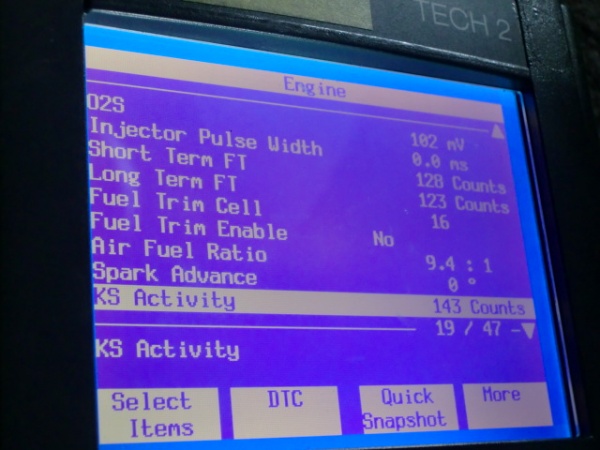 TECH 2
Engine
O2S 102 mV
Injector Pulse Width 0.0 ms
Short Term FT 128 Counts
Long Term FT 123 Counts
Fuel Trim Cell 16
Fuel Trim Enable No
Air Fuel Ratio 9.4 : 1
Spark Advance 0 °
KS Activity 143 Counts
19 / 47
KS Activity
Select Items
DTC
Quick Snapshot
More